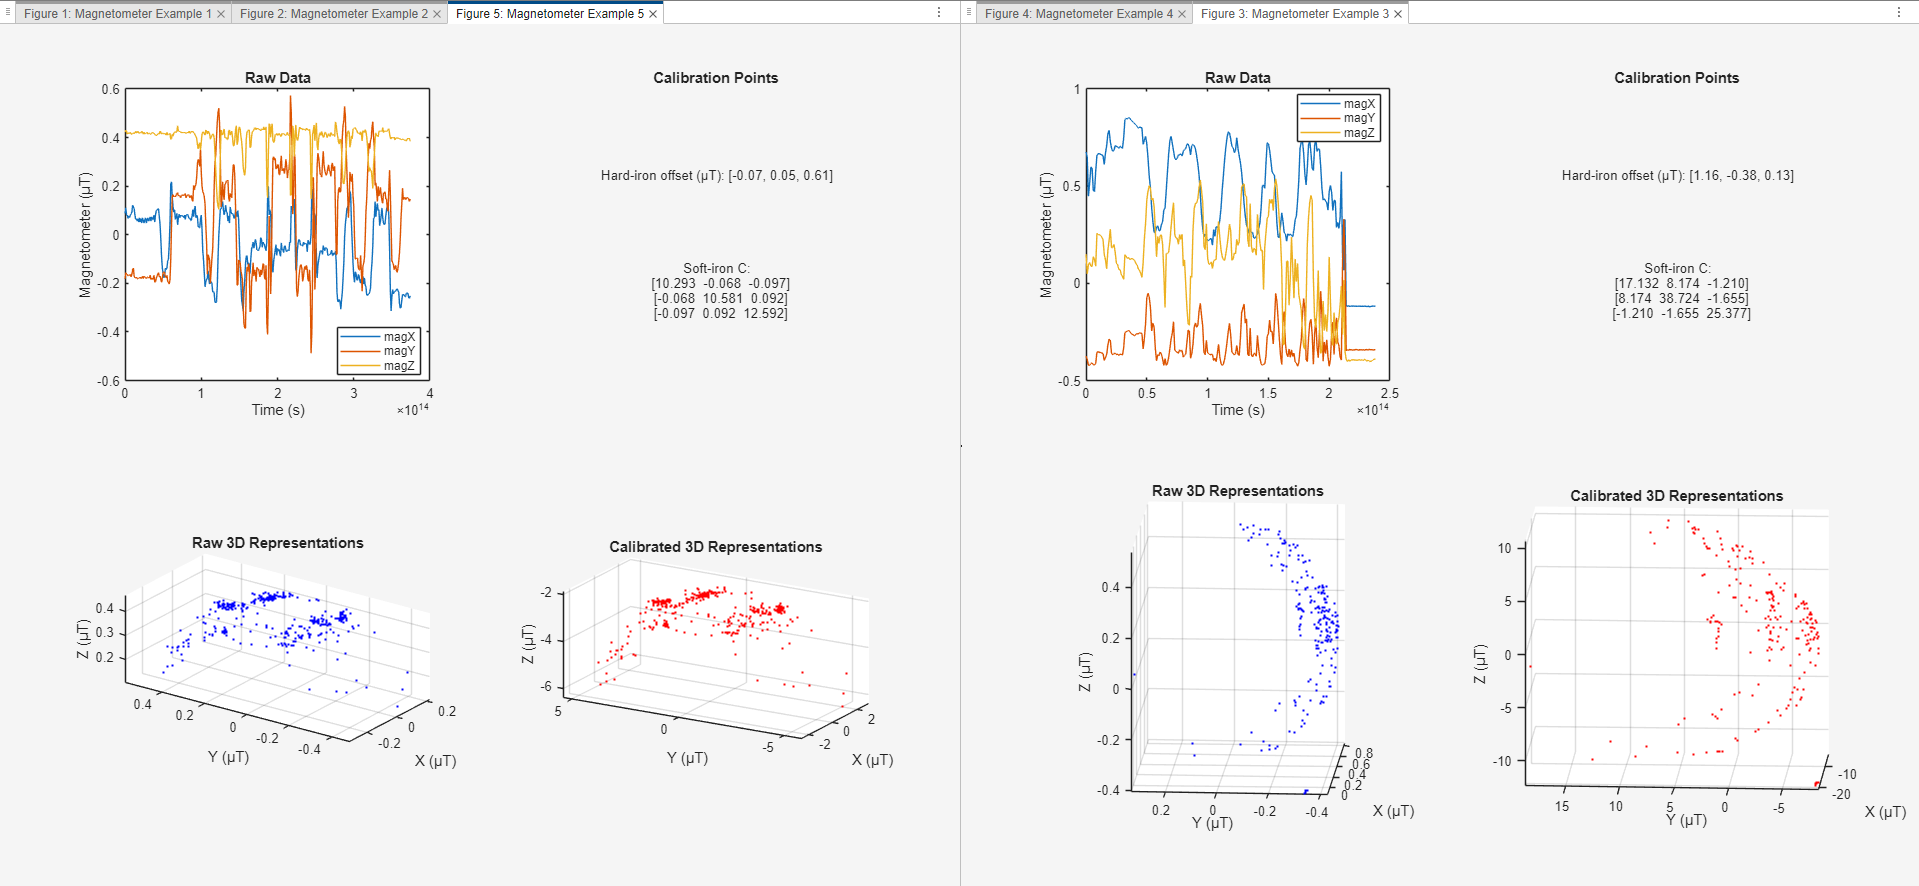 Figure 1: Magnetometer Example 1 ×
Figure 2: Magnetometer Example 2 ×
Figure 5: Magnetometer Example 5 ×
Figure 4: Magnetometer Example 4 ×
Figure 3: Magnetometer Example 3 ×
Raw Data
0.6
0.4
0.2
0
-0.2
-0.4
-0.6
Magnetometer (µT)
magX
magY
magZ
0 1 2 3 4
Time (s)
×10¹⁴
Calibration Points
Hard-iron offset (µT): [-0.07, 0.05, 0.61]
Soft-iron C:
[10.293 -0.068 -0.097]
[-0.068 10.581 0.092]
[-0.097 0.092 12.592]
Raw 3D Representations
0.4
0.3
0.2
Z (µT)
0.4 0.2 0 -0.2 -0.4
Y (µT)
0.2
0
-0.2
X (µT)
Calibrated 3D Representations
-2
-4
-6
Z (µT)
5 0 -5
Y (µT)
2
0
-2
X (µT)
Raw Data
1
0.5
0
-0.5
Magnetometer (µT)
magX
magY
magZ
0 0.5 1 1.5 2 2.5
Time (s)
×10¹⁴
Calibration Points
Hard-iron offset (µT): [1.16, -0.38, 0.13]
Soft-iron C:
[17.132 8.174 -1.210]
[8.174 38.724 -1.655]
[-1.210 -1.655 25.377]
Raw 3D Representations
0.4
0.2
0
-0.2
-0.4
Z (µT)
0.2 0 -0.2 -0.4
Y (µT)
0.8
0.6
0.4
0.2
0
X (µT)
Calibrated 3D Representations
10
5
0
-5
-10
Z (µT)
15 10 5 0 -5
Y (µT)
-10
-20
X (µT)